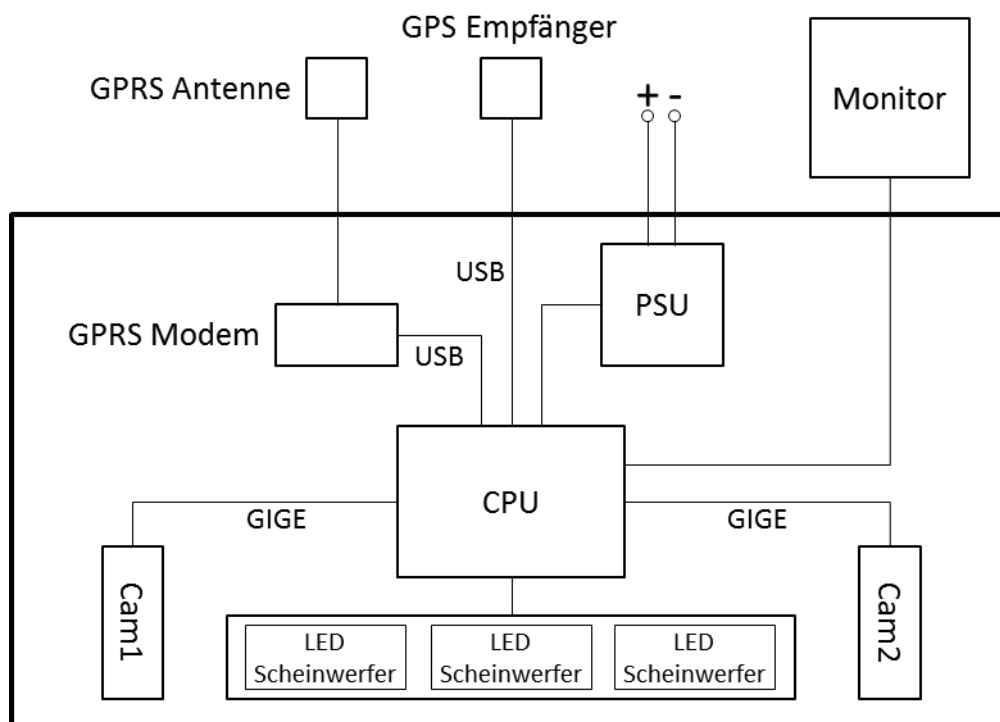 GPS Empfänger
GPRS Antenne
+ -
Monitor
USB
PSU
GPRS Modem
USB
CPU
GIGE
GIGE
Cam1
Cam2
LED
Scheinwerfer
LED
Scheinwerfer
LED
Scheinwerfer